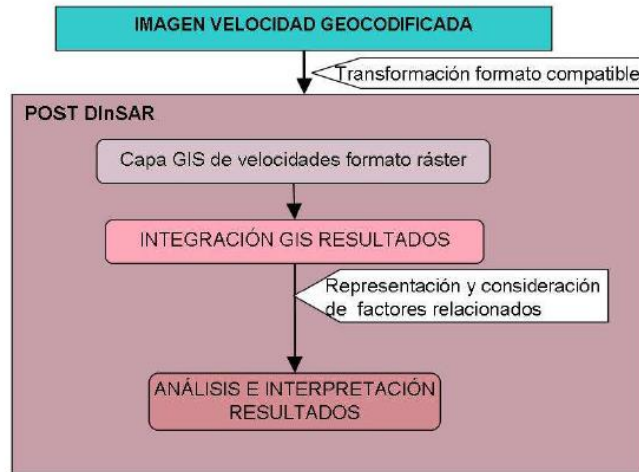 IMAGEN VELOCIDAD GEOCODIFICADA
Transformación formato compatible
POST DInSAR
Capa GIS de velocidades formato ráster
INTEGRACIÓN GIS RESULTADOS
Representación y consideración
de factores relacionados
ANÁLISIS E INTERPRETACIÓN
RESULTADOS